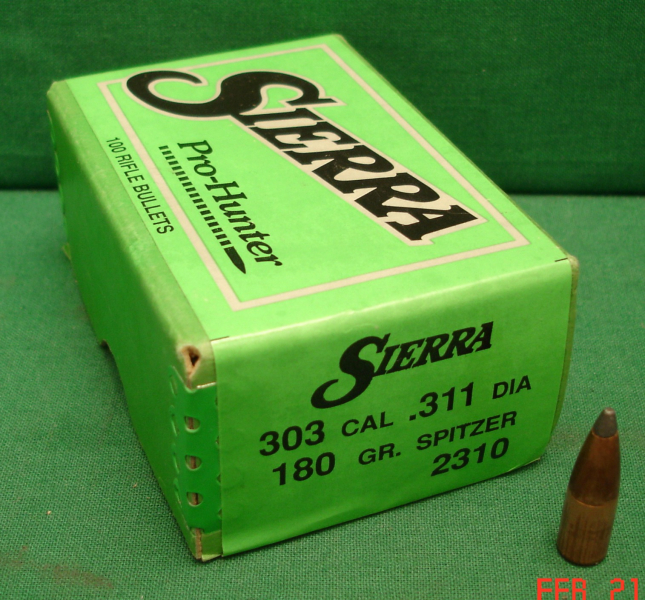 SIERRA
Pro-Hunter
100 RIFLE BULLETS
SIERRA
303 CAL .311 DIA
180 GR. SPITZER
2310
FEB 21